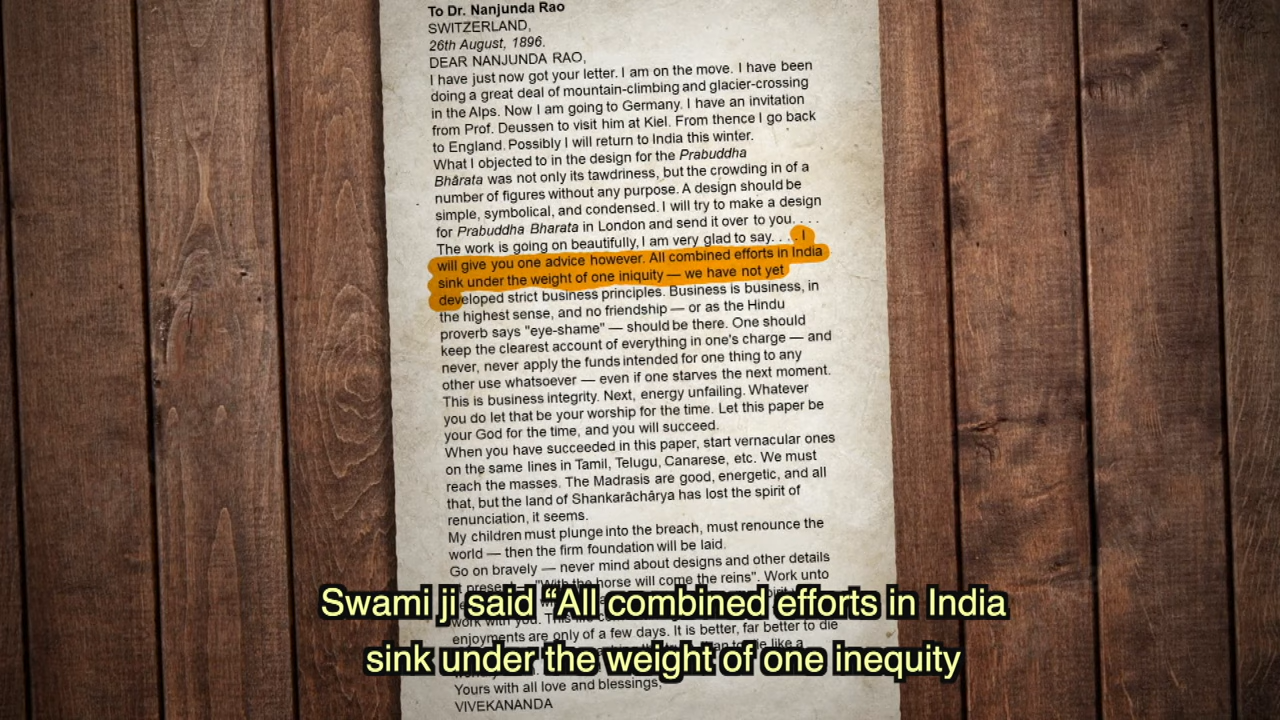 To Dr. Nanjunda Rao
SWITZERLAND,
26th August, 1896.
DEAR NANJUNDA RAO,
I have just now got your letter. I am on the move. I have been
doing a great deal of mountain-climbing and glacier-crossing
in the Alps. Now I am going to Germany. I have an invitation
from Prof. Deussen to visit him at Kiel. From thence I go back
to England. Possibly I will return to India this winter.
What I objected to in the design for the Prabuddha
Bhârata was not only its tawdriness, but the crowding in of a
number of figures without any purpose. A design should be
simple, symbolical, and condensed. I will try to make a design
for Prabuddha Bharata in London and send it over to you. . . .
The work is going on beautifully, I am very glad to say. . . . I
will give you one advice however. All combined efforts in India
sink under the weight of one iniquity — we have not yet
developed strict business principles. Business is business, in
the highest sense, and no friendship — or as the Hindu
proverb says "eye-shame" — should be there. One should
keep the clearest account of everything in one's charge — and
never, never apply the funds intended for one thing to any
other use whatsoever — even if one starves the next moment.
This is business integrity. Next, energy unfailing. Whatever
you do let that be your worship for the time. Let this paper be
your God for the time, and you will succeed.
When you have succeeded in this paper, start vernacular ones
on the same lines in Tamil, Telugu, Canarese, etc. We must
reach the masses. The Madrasis are good, energetic, and all
that, but the land of Shankarâchârya has lost the spirit of
renunciation, it seems.
My children must plunge into the breach, must renounce the
world — then the firm foundation will be laid.
Go on bravely — never mind about designs and other details
at present — "With the horse will come the reins". Work unto
work with you. This life
enjoyments are only of a few days. It is better, far better to die
like a
Yours with all love and blessings,
VIVEKANANDA
Swami ji said “All combined efforts in India
sink under the weight of one inequity